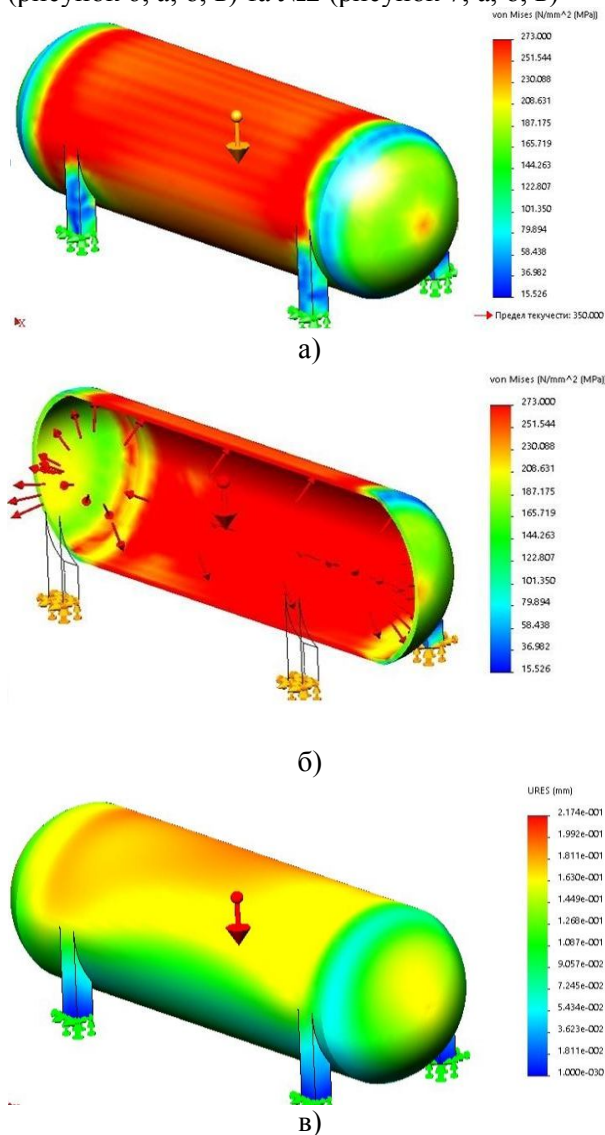 (рисунок 6, а, б, в) та №2 (рисунок 7, а, б, в)
von Mises (N/mm^2 (MPa))
273.000
251.544
230.088
208.631
187.175
165.719
144.263
122.807
101.350
79.894
58.438
36.982
15.526
Предел текучести: 350.000
X
а)
von Mises (N/mm^2 (MPa))
273.000
251.544
230.088
208.631
187.175
165.719
144.263
122.807
101.350
79.894
58.438
36.982
15.526
б)
URES (mm)
2.174e-001
1.992e-001
1.811e-001
1.630e-001
1.449e-001
1.268e-001
1.087e-001
9.057e-002
7.245e-002
5.434e-002
3.623e-002
1.811e-002
1.000e-030
в)